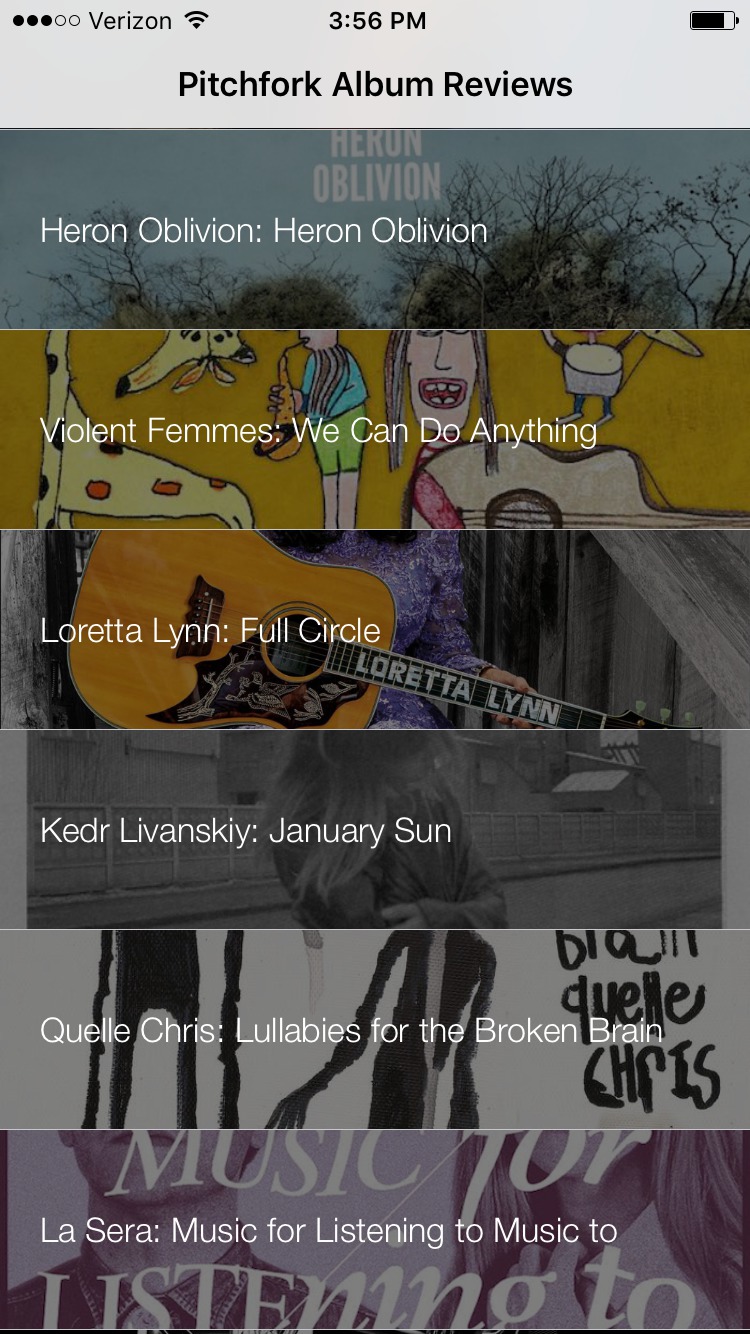 Verizon 3:56 PM
Pitchfork Album Reviews
HERON
OBLIVION
Heron Oblivion: Heron Oblivion
Violent Femmes: We Can Do Anything
Loretta Lynn: Full Circle
LORETTA LYNN
Kedr Livanskiy: January Sun
Brain
quelle
Quelle Chris: Lullabies for the Broken Brain
CHRIS
MUSIC for
La Sera: Music for Listening to Music to
LISTENing to